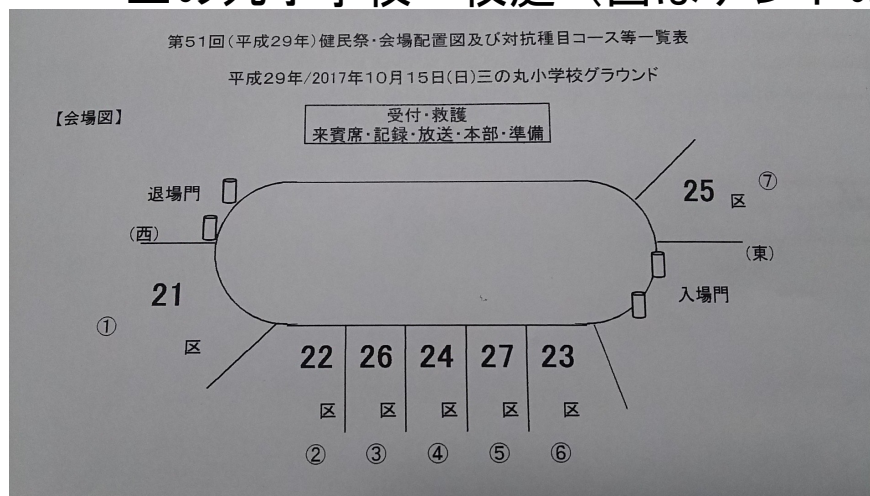 第51回(平成29年)健民祭・会場配置図及び対抗種目コース等一覧表
平成29年/2017年10月15日(日)三の丸小学校グラウンド
【会場図】
受付・救護
来賓席・記録・放送・本部・準備
退場門
(西)
25 区 ⑦
(東)
入場門
21
①
区
22 26 24 27 23
区 区 区 区 区
② ③ ④ ⑤ ⑥